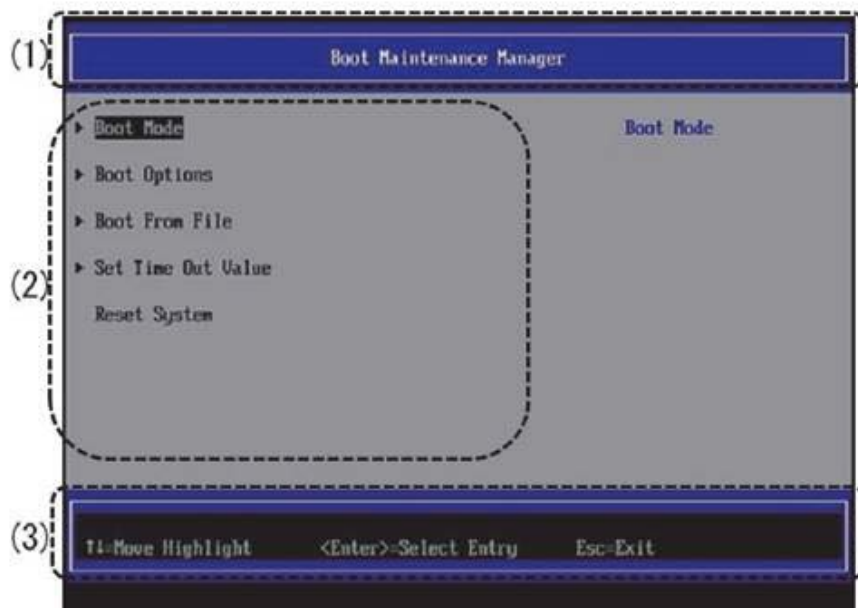 (1)
Boot Maintenance Manager
▶ Boot Mode
Boot Mode
▶ Boot Options
▶ Boot From File
▶ Set Time Out Value
(2)
Reset System
(3)
↑↓=Move Highlight <Enter>=Select Entry Esc=Exit